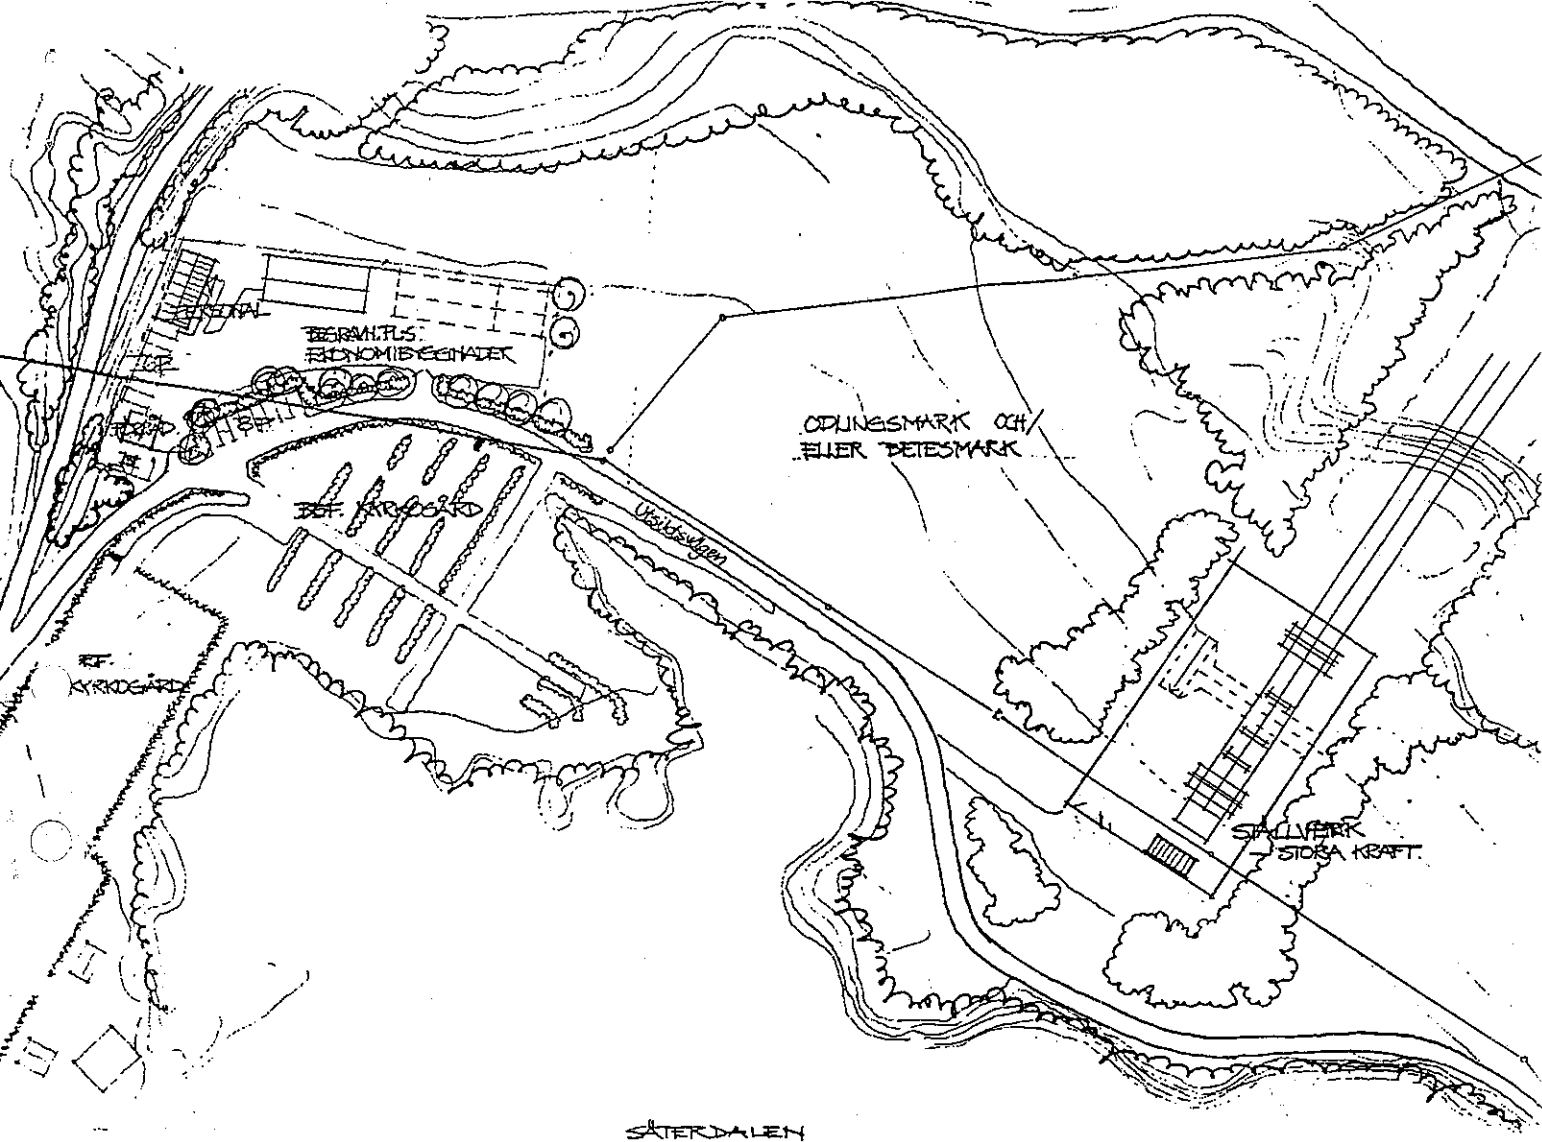 PERSONAL
BEGRAVN.PLS.
EKONOMIBYGGNADER
ODLINGSMARK OCH/
ELLER BETESMARK
BEF. KYRKOGÅRD
Utsiktsvägen
KYRKOGÅRD
STÄLLVERK
- STORA KRAFT.
SÄTERDALEN